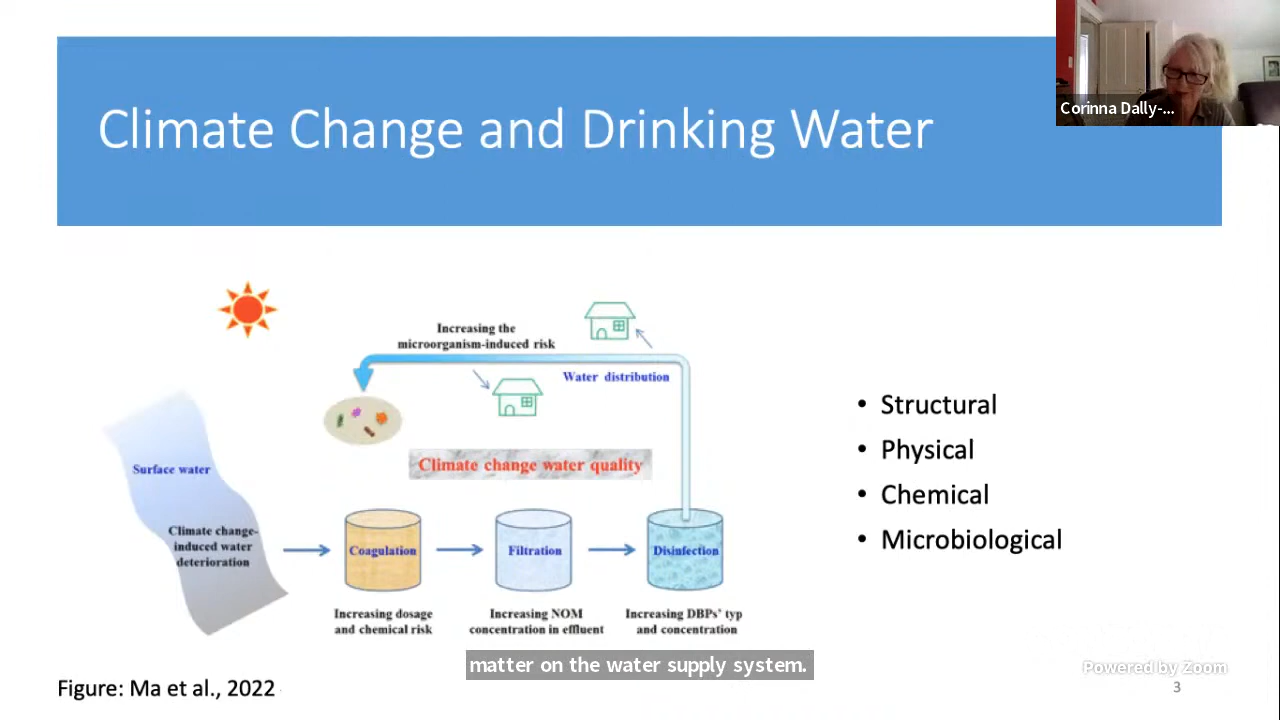 Climate Change and Drinking Water
Corinna Dally-...
Increasing the
microorganism-induced risk
Water distribution
Climate change water quality
Surface water
Climate change-
induced water
deterioration
Coagulation
Filtration
Disinfection
Increasing dosage
and chemical risk
Increasing NOM
concentration in effluent
Increasing DBPs' typ
and concentration
• Structural
• Physical
• Chemical
• Microbiological
matter on the water supply system.
Figure: Ma et al., 2022
Powered by Zoom
3